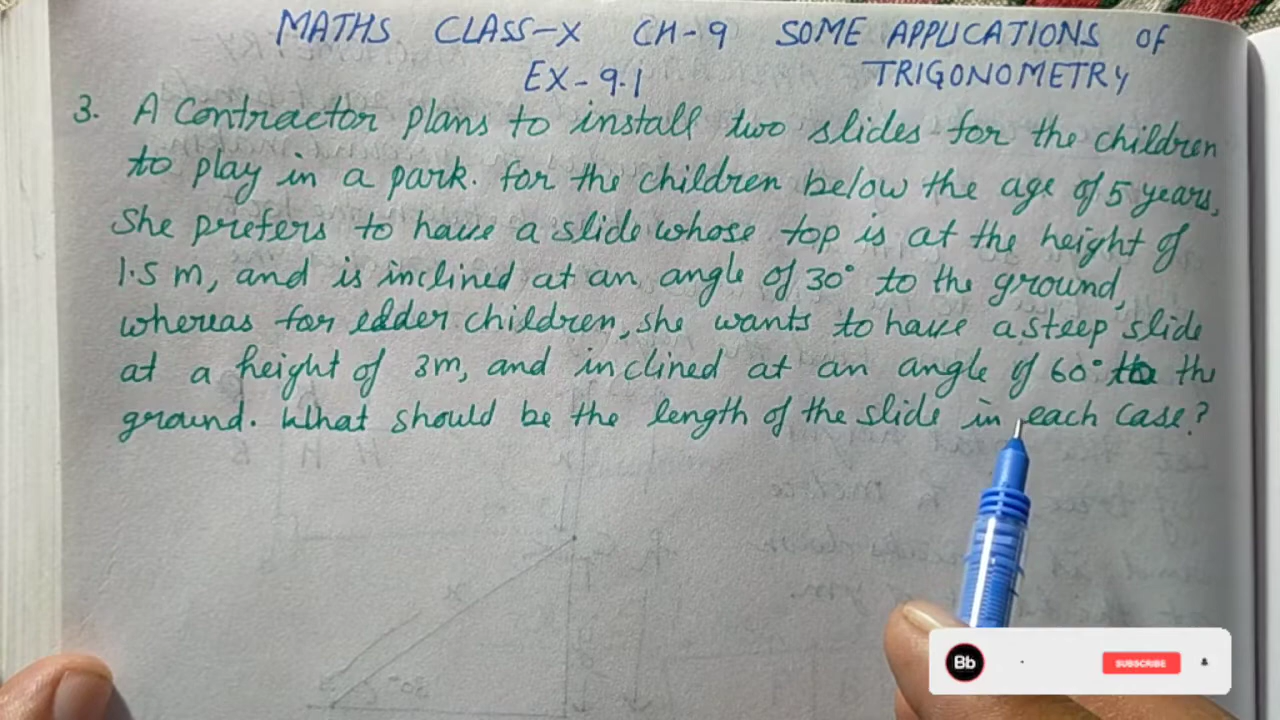 MATHS CLASS-X CH-9 SOME APPLICATIONS OF
EX-9.1 TRIGONOMETRY
3. A Contractor plans to install two slides for the children
to play in a park. for the children below the age of 5 years,
She prefers to have a slide whose top is at the height of
1.5 m, and is inclined at an angle of 30° to the ground,
whereas for elder children, she wants to have a steep slide
at a height of 3m, and inclined at an angle of 60° to the
ground. What should be the length of the slide in each case?
x
30°
Bb
SUBSCRIBE